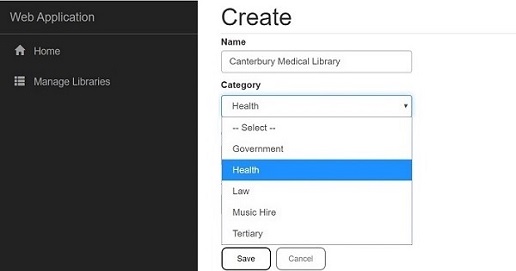 Web Application
Home
Manage Libraries
Create
Name
Canterbury Medical Library
Category
Health
-- Select --
Government
Health
Law
Music Hire
Tertiary
Save
Cancel